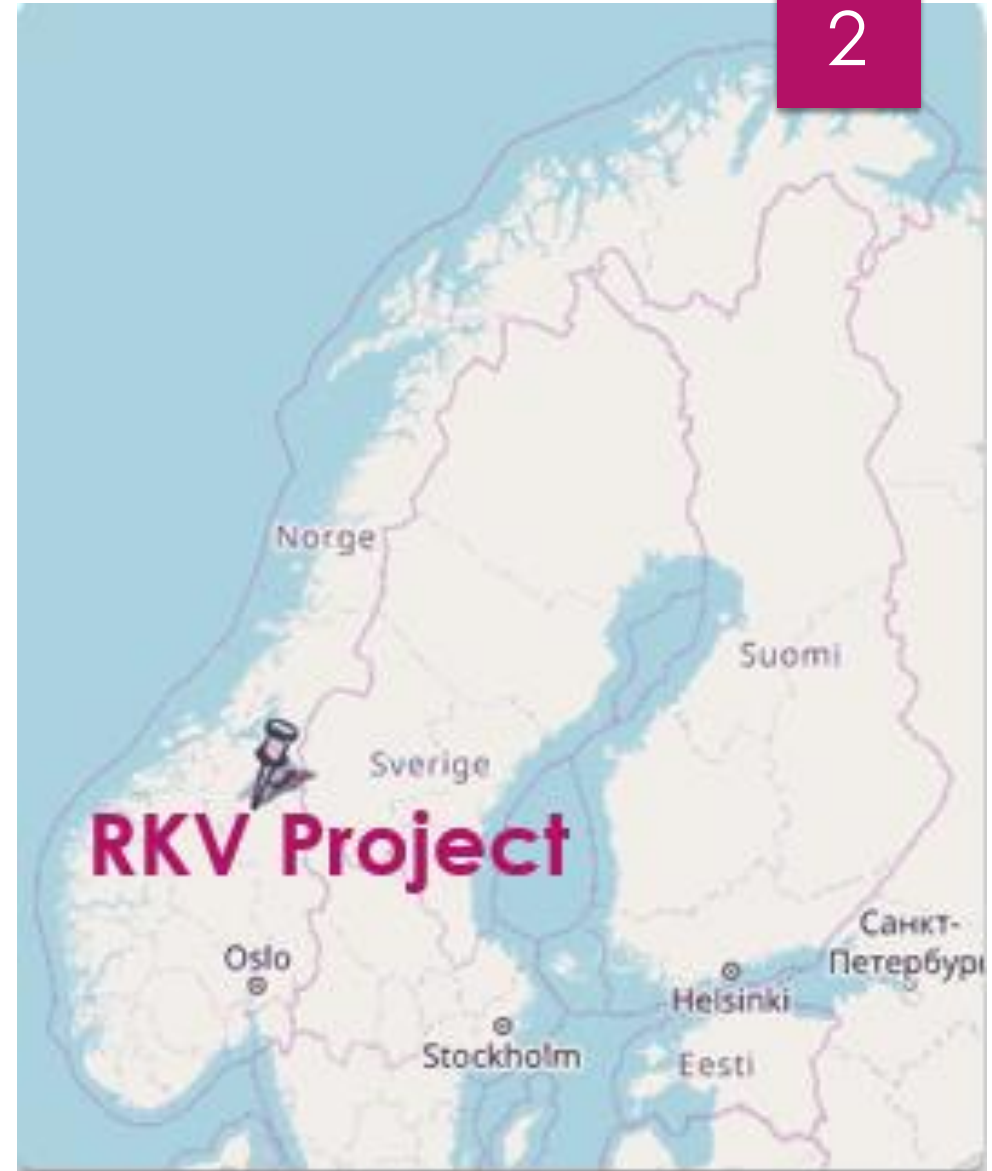 2
Norge
Suomi
Sverige
RKV Project
Oslo
Санкт-
Петербург
Helsinki
Stockholm
Eesti